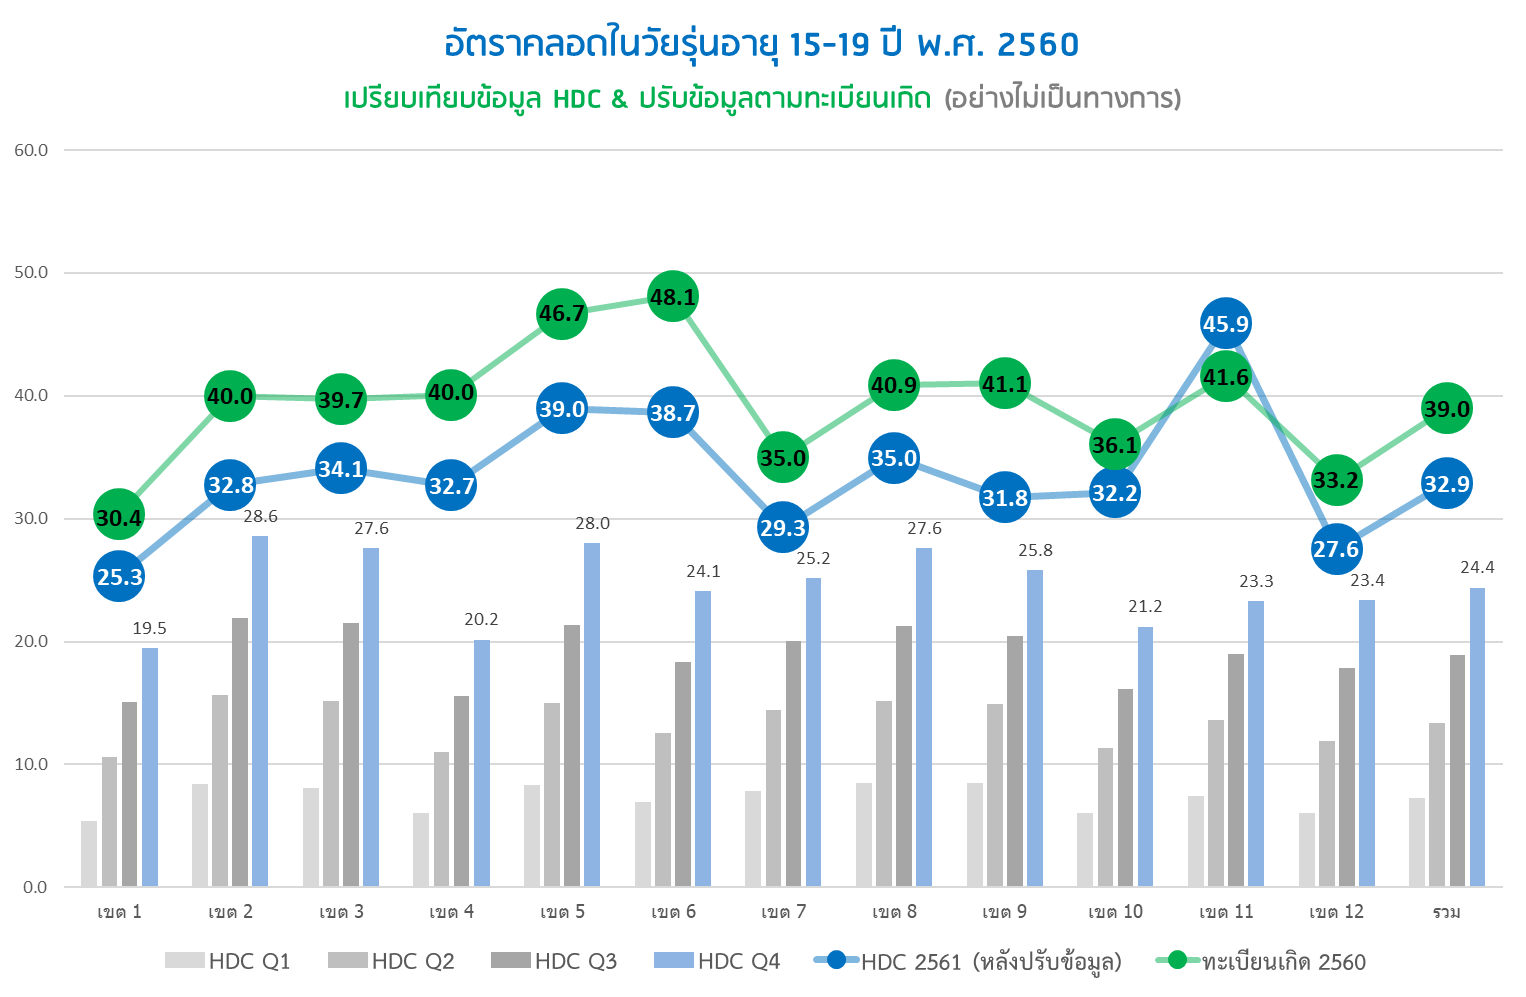 อัตราคลอดในวัยรุ่นอายุ 15-19 ปี พ.ศ. 2560
เปรียบเทียบข้อมูล HDC & ปรับข้อมูลตามทะเบียนเกิด (อย่างไม่เป็นทางการ)
60.0
50.0
40.0
30.0
20.0
10.0
0.0
30.4 40.0 39.7 40.0 46.7 48.1 35.0 40.9 41.1 36.1 41.6 33.2 39.0
25.3 32.8 34.1 32.7 39.0 38.7 29.3 35.0 31.8 32.2 45.9 27.6 32.9
19.5 28.6 27.6 20.2 28.0 24.1 25.2 27.6 25.8 21.2 23.3 23.4 24.4
เขต 1 เขต 2 เขต 3 เขต 4 เขต 5 เขต 6 เขต 7 เขต 8 เขต 9 เขต 10 เขต 11 เขต 12 รวม
HDC Q1 HDC Q2 HDC Q3 HDC Q4 HDC 2561 (หลังปรับข้อมูล) ทะเบียนเกิด 2560